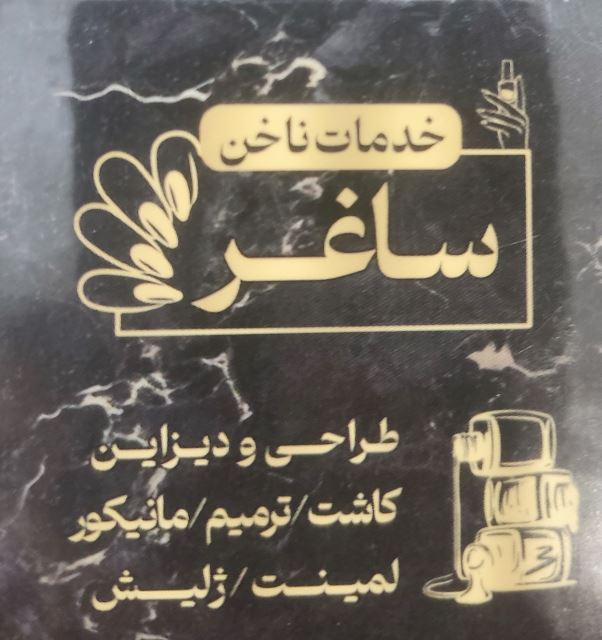 خدمات ناخن
ساغر
طراحی و دیزاین
کاشت/ترمیم/مانیکور
لمینت/ژلیش